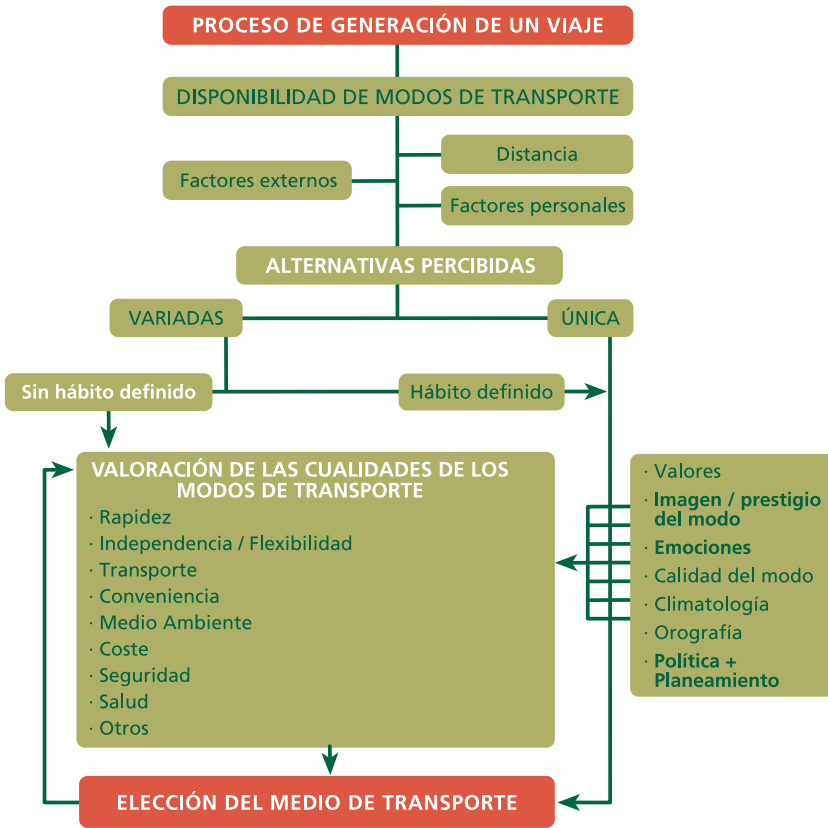 PROCESO DE GENERACIÓN DE UN VIAJE
DISPONIBILIDAD DE MODOS DE TRANSPORTE
Distancia
Factores externos
Factores personales
ALTERNATIVAS PERCIBIDAS
VARIADAS
ÚNICA
Sin hábito definido
Hábito definido
VALORACIÓN DE LAS CUALIDADES DE LOS
MODOS DE TRANSPORTE
· Rapidez
· Independencia / Flexibilidad
· Transporte
· Conveniencia
· Medio Ambiente
· Coste
· Seguridad
· Salud
· Otros
· Valores
· Imagen / prestigio
del modo
· Emociones
· Calidad del modo
· Climatología
· Orografía
· Política +
Planeamiento
ELECCIÓN DEL MEDIO DE TRANSPORTE